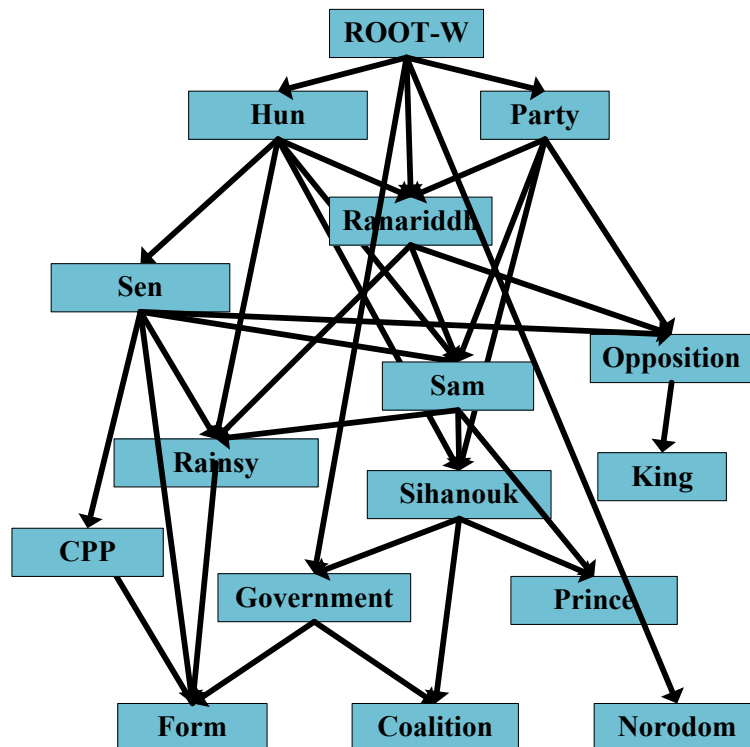 ROOT-W
Hun
Party
Ranariddh
Sen
Opposition
Sam
Rainsy
King
Sihanouk
CPP
Government
Prince
Form
Coalition
Norodom